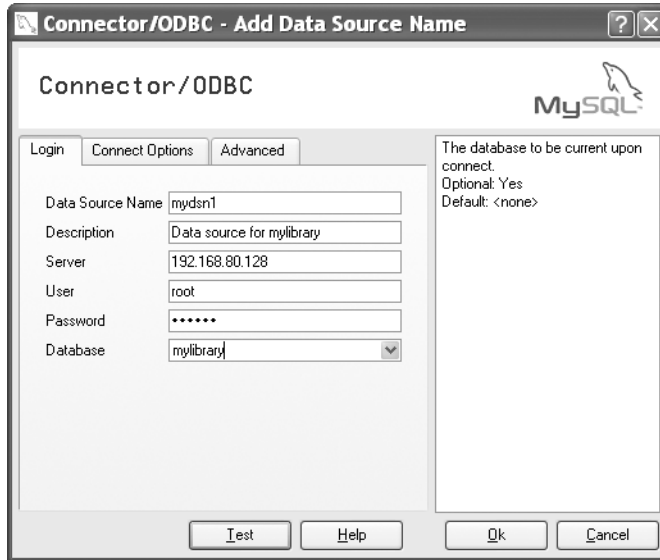 Connector/ODBC - Add Data Source Name
Connector/ODBC
MySQL
Login Connect Options Advanced
Data Source Name mydsn1
Description Data source for mylibrary
Server 192.168.80.128
User root
Password ••••••
Database mylibrary
The database to be current upon
connect.
Optional: Yes
Default: <none>
Test Help Ok Cancel